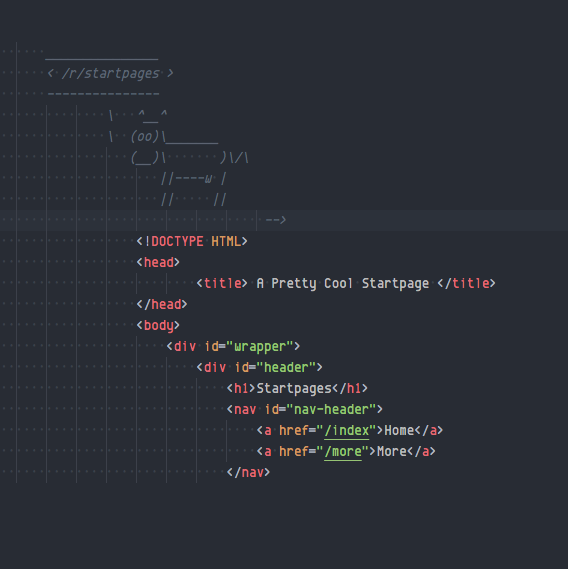 _______________
< /r/startpages >
 ---------------
        \   ^__^
        \  (oo)\_______
           (__)\       )\/\
               ||----w |
               ||     ||
                             -->
<!DOCTYPE HTML>
<head>
        <title> A Pretty Cool Startpage </title>
</head>
<body>
    <div id="wrapper">
        <div id="header">
            <h1>Startpages</h1>
            <nav id="nav-header">
                <a href="/index">Home</a>
                <a href="/more">More</a>
            </nav>